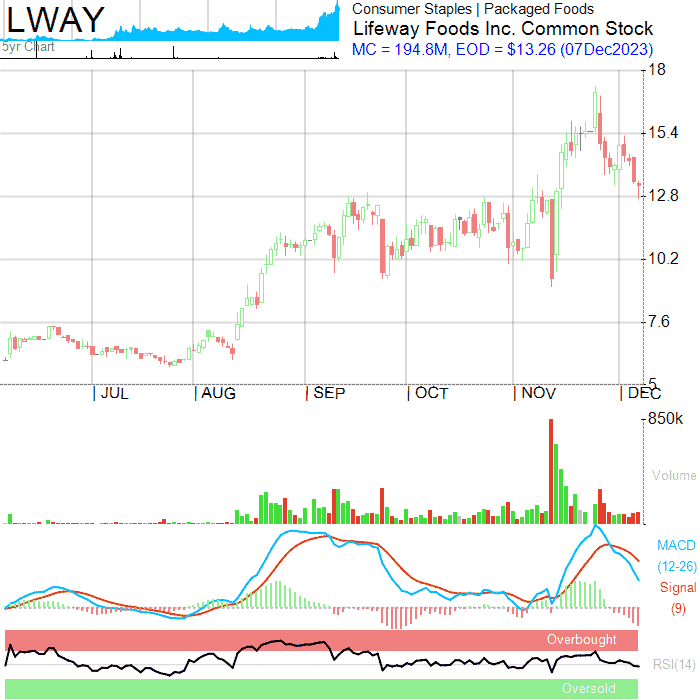 LWAY
5yr Chart
Consumer Staples | Packaged Foods
Lifeway Foods Inc. Common Stock
MC = 194.8M, EOD = $13.26 (07Dec2023)
18
15.4
12.8
10.2
7.6
5
| JUL | AUG | SEP | OCT | NOV | DEC
850k
Volume
MACD
(12-26)
Signal
(9)
Overbought
RSI(14)
Oversold